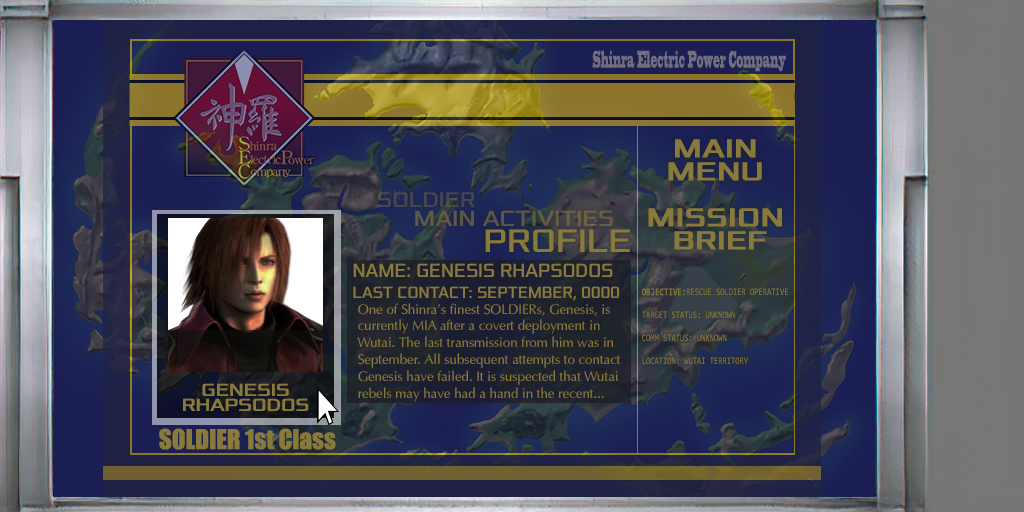 Shinra Electric Power Company
神羅
Shinra
Electric Power
Company
MAIN
MENU
SOLDIER
MAIN ACTIVITIES
PROFILE
MISSION
BRIEF
NAME: GENESIS RHAPSODOS
LAST CONTACT: SEPTEMBER, 0000
One of Shinra's finest SOLDIERs, Genesis, is
currently MIA after a covert deployment in
Wutai. The last transmission from him was in
September. All subsequent attempts to contact
Genesis have failed. It is suspected that Wutai
rebels may have had a hand in the recent...
OBJECTIVE:RESCUE SOLDIER OPERATIVE
TARGET STATUS: UNKNOWN
COMM STATUS: UNKNOWN
LOCATION: WUTAI TERRITORY
GENESIS
RHAPSODOS
SOLDIER 1st Class